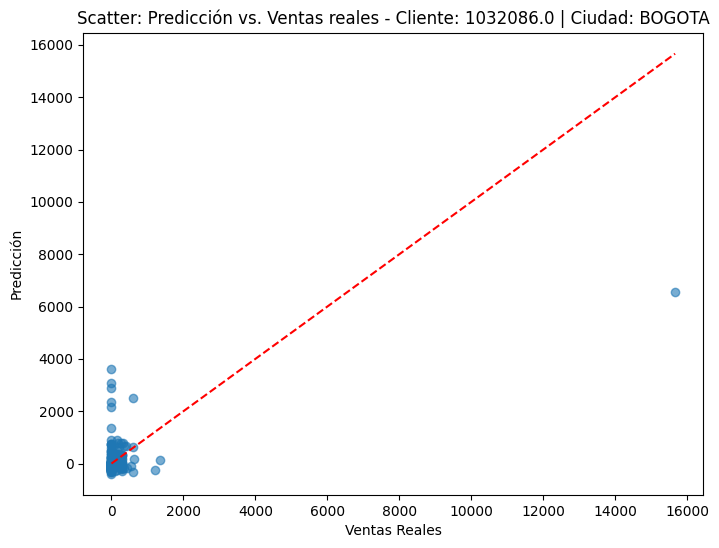 Scatter: Predicción vs. Ventas reales - Cliente: 1032086.0 | Ciudad: BOGOTA
16000
14000
12000
10000
8000
6000
4000
2000
0
Predicción
0 2000 4000 6000 8000 10000 12000 14000 16000
Ventas Reales